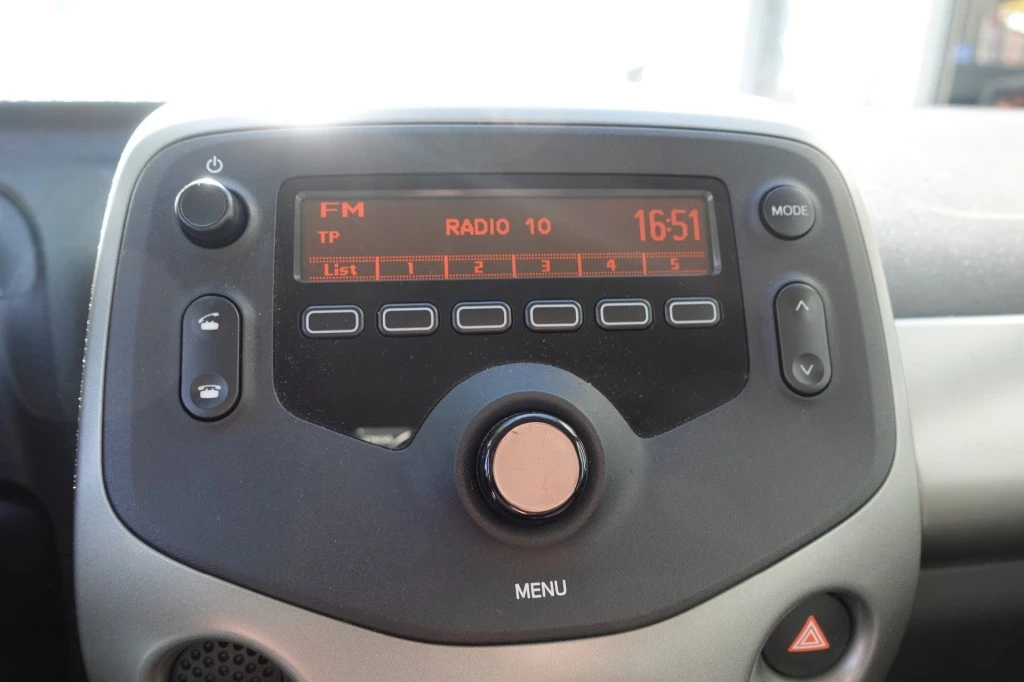 FM
RADIO 10
16:51
MODE
TP
List 1 2 3 4 5
MENU